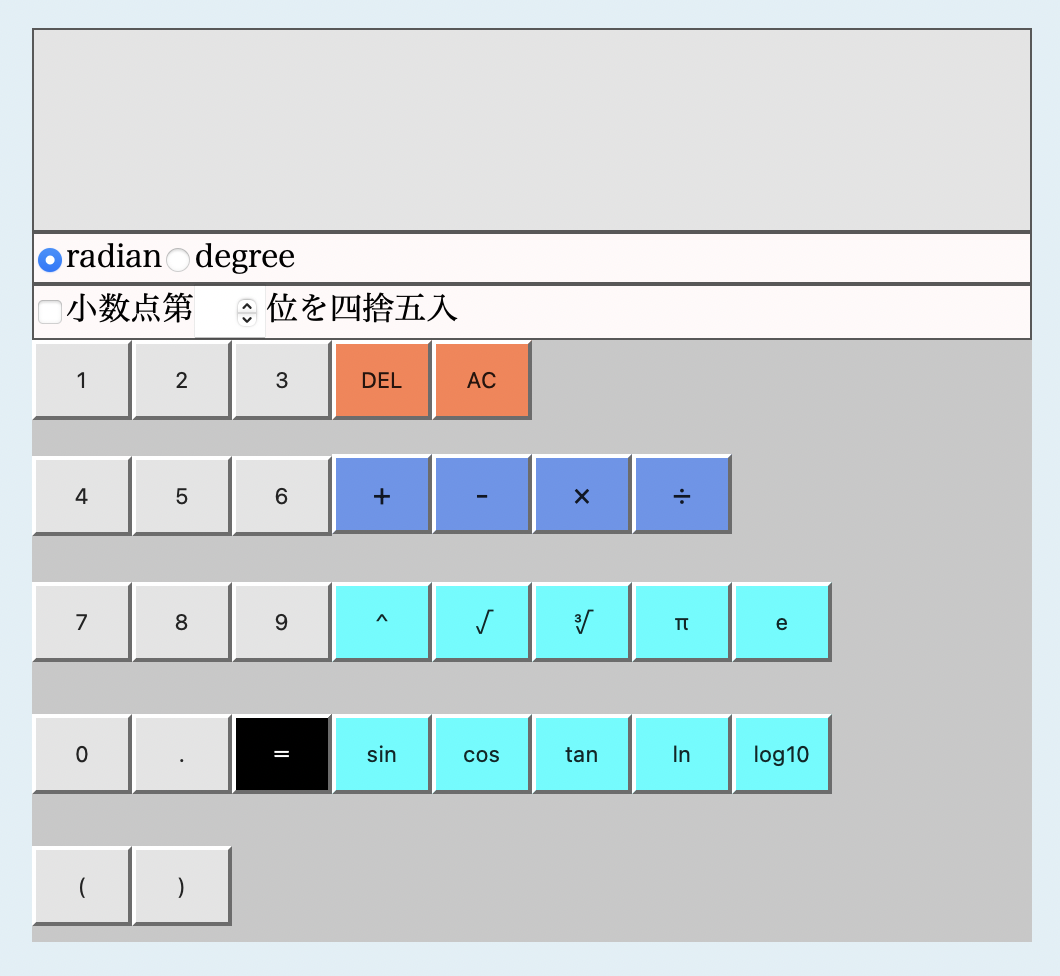 radian degree
小数点第 位を四捨五入
1 2 3 DEL AC
4 5 6 + - × ÷
7 8 9 ^ √ ∛ π e
0 . = sin cos tan ln log10
( )